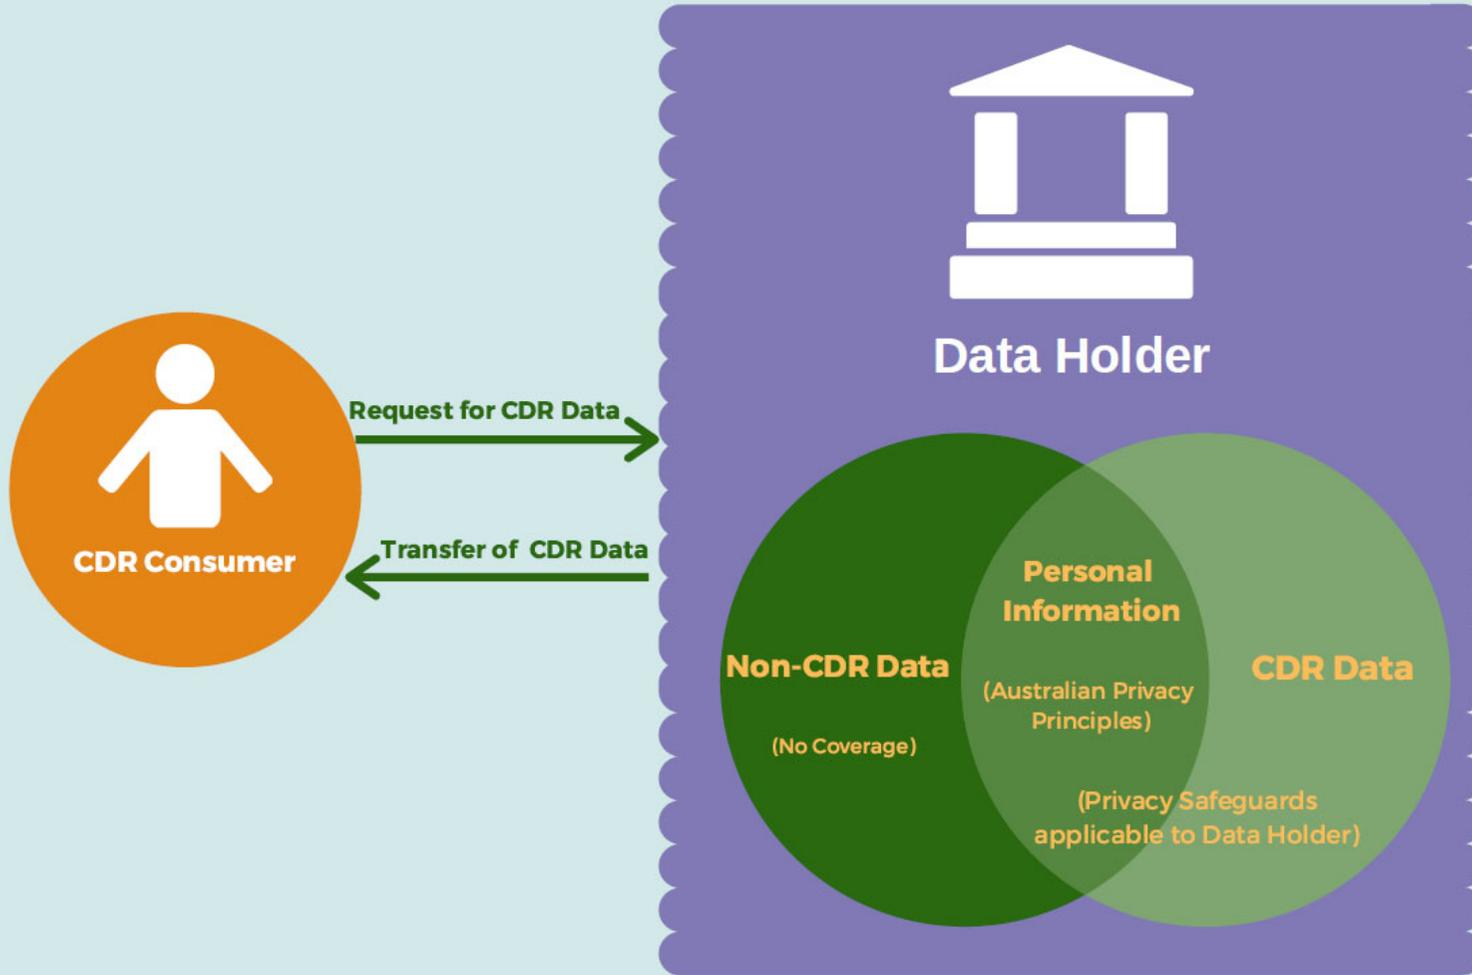 Data Holder
Request for CDR Data
Transfer of CDR Data
CDR Consumer
Personal
Information
Non-CDR Data
CDR Data
(Australian Privacy
Principles)
(No Coverage)
(Privacy Safeguards
applicable to Data Holder)